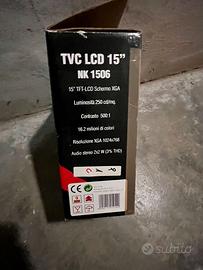 TVC LCD 15"
NK 1506
15" TFT-LCD Schermo XGA
Luminosità 250 cd/mq.
Contrasto 500:1
16.2 milioni di colori
Risoluzione XGA 1024x768
Audio stereo 2x2 W (3% THD)
subito